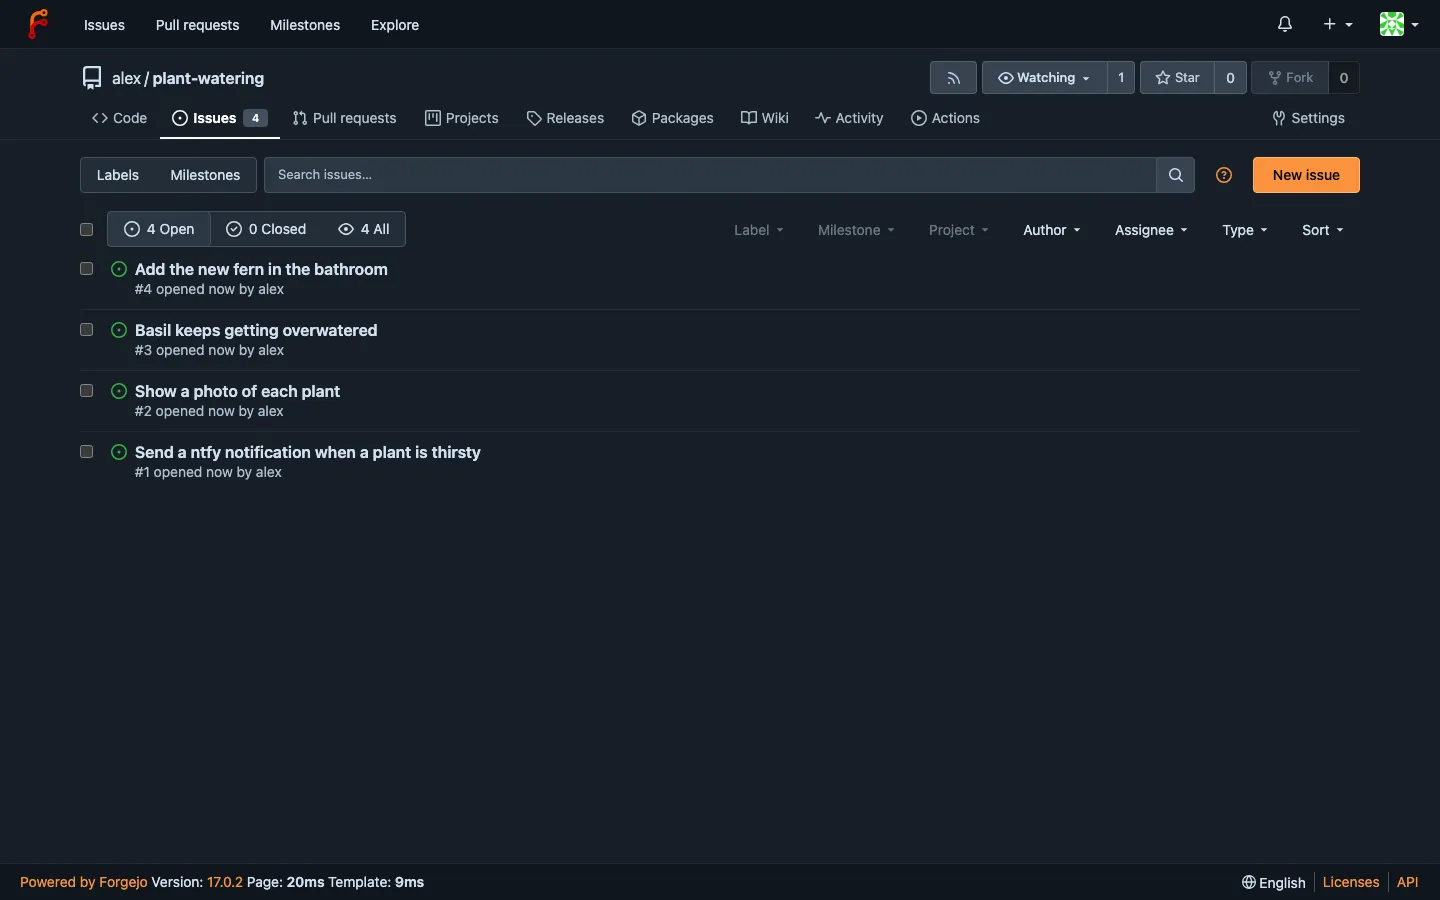 Issues Pull requests Milestones Explore
alex / plant-watering
Watching 1 Star 0 Fork 0
Code Issues 4 Pull requests Projects Releases Packages Wiki Activity Actions Settings
Labels Milestones Search issues... New issue
4 Open 0 Closed 4 All Label Milestone Project Author Assignee Type Sort
Add the new fern in the bathroom
#4 opened now by alex
Basil keeps getting overwatered
#3 opened now by alex
Show a photo of each plant
#2 opened now by alex
Send a ntfy notification when a plant is thirsty
#1 opened now by alex
Powered by Forgejo Version: 17.0.2 Page: 20ms Template: 9ms English Licenses API